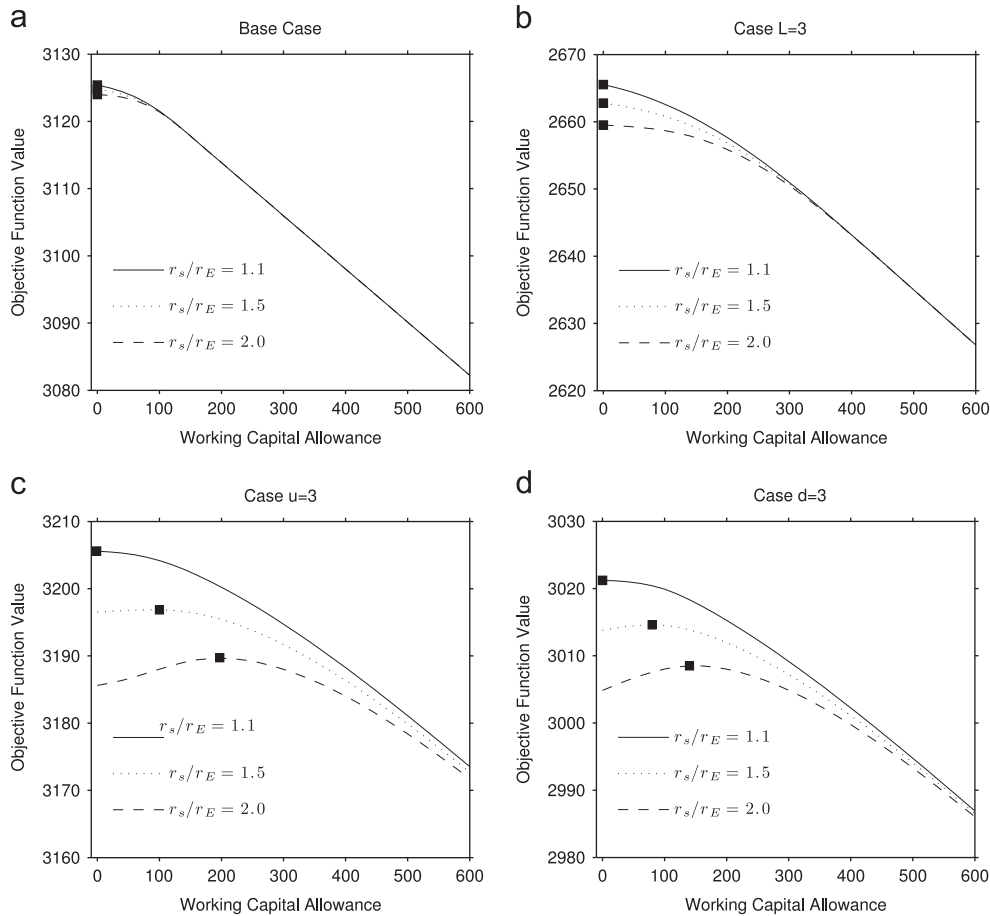 a
Base Case
3130
3120
3110
3100
3090
3080
Objective Function Value
r_s/r_E = 1.1
r_s/r_E = 1.5
r_s/r_E = 2.0
0 100 200 300 400 500 600
Working Capital Allowance
b
Case L=3
2670
2660
2650
2640
2630
2620
Objective Function Value
r_s/r_E = 1.1
r_s/r_E = 1.5
r_s/r_E = 2.0
0 100 200 300 400 500 600
Working Capital Allowance
c
Case u=3
3210
3200
3190
3180
3170
3160
Objective Function Value
r_s/r_E = 1.1
r_s/r_E = 1.5
r_s/r_E = 2.0
0 100 200 300 400 500 600
Working Capital Allowance
d
Case d=3
3030
3020
3010
3000
2990
2980
Objective Function Value
r_s/r_E = 1.1
r_s/r_E = 1.5
r_s/r_E = 2.0
0 100 200 300 400 500 600
Working Capital Allowance